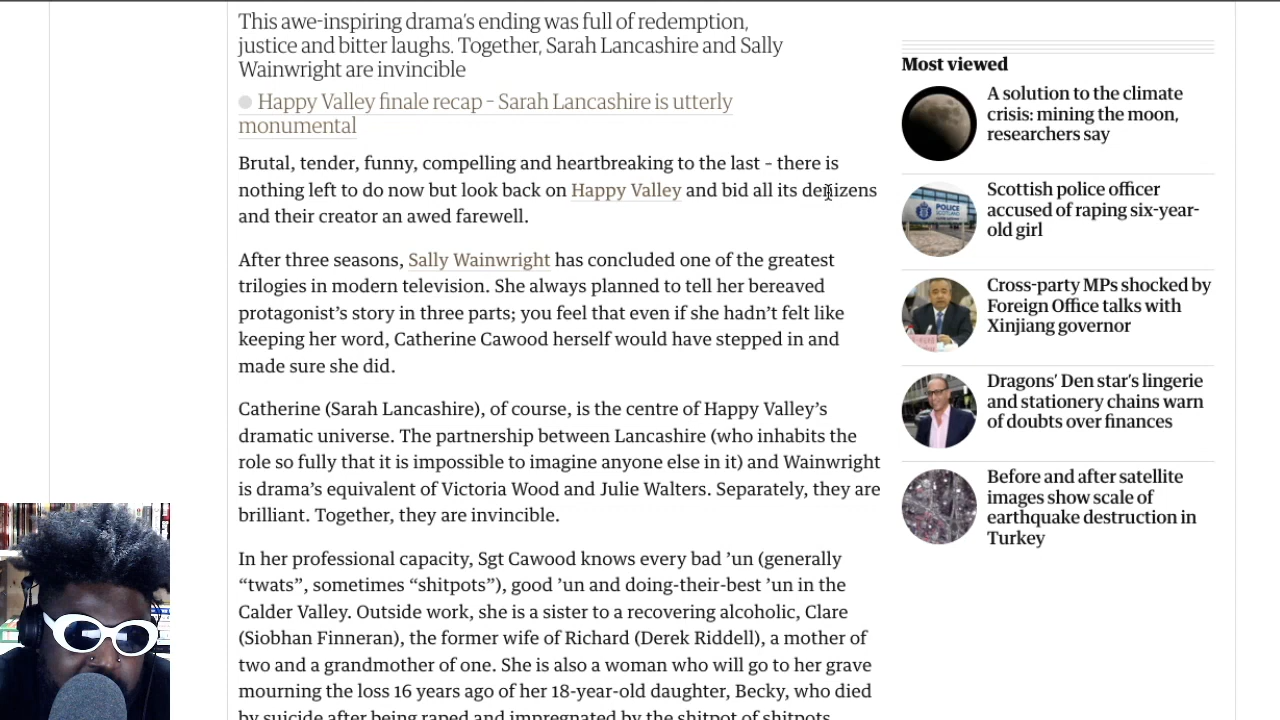 This awe-inspiring drama's ending was full of redemption,
justice and bitter laughs. Together, Sarah Lancashire and Sally
Wainwright are invincible
Happy Valley finale recap – Sarah Lancashire is utterly
monumental
Brutal, tender, funny, compelling and heartbreaking to the last – there is
nothing left to do now but look back on Happy Valley and bid all its denizens
and their creator an awed farewell.
After three seasons, Sally Wainwright has concluded one of the greatest
trilogies in modern television. She always planned to tell her bereaved
protagonist's story in three parts; you feel that even if she hadn't felt like
keeping her word, Catherine Cawood herself would have stepped in and
made sure she did.
Catherine (Sarah Lancashire), of course, is the centre of Happy Valley's
dramatic universe. The partnership between Lancashire (who inhabits the
role so fully that it is impossible to imagine anyone else in it) and Wainwright
is drama's equivalent of Victoria Wood and Julie Walters. Separately, they are
brilliant. Together, they are invincible.
In her professional capacity, Sgt Cawood knows every bad 'un (generally
“twats”, sometimes “shitpots”), good 'un and doing-their-best 'un in the
Calder Valley. Outside work, she is a sister to a recovering alcoholic, Clare
(Siobhan Finneran), the former wife of Richard (Derek Riddell), a mother of
two and a grandmother of one. She is also a woman who will go to her grave
mourning the loss 16 years ago of her 18-year-old daughter, Becky, who died
by suicide after being raped and impregnated by the shitpot of shitpots,
Most viewed
A solution to the climate
crisis: mining the moon,
researchers say
Scottish police officer
accused of raping six-year-
old girl
Cross-party MPs shocked by
Foreign Office talks with
Xinjiang governor
Dragons' Den star's lingerie
and stationery chains warn
of doubts over finances
Before and after satellite
images show scale of
earthquake destruction in
Turkey
POLICE